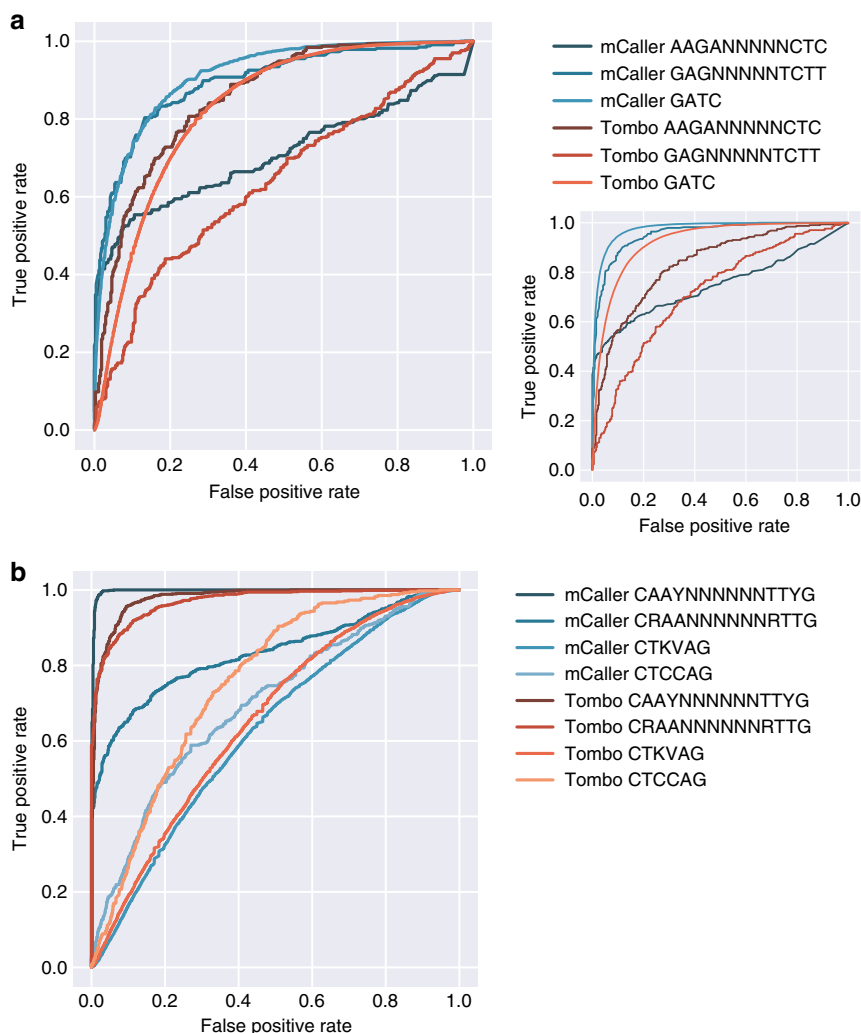 a
1.0
0.8
0.6
0.4
0.2
0.0
True positive rate
0.0 0.2 0.4 0.6 0.8 1.0
False positive rate
mCaller AAGANNNNNCTC
mCaller GAGNNNNNTCTT
mCaller GATC
Tombo AAGANNNNNCTC
Tombo GAGNNNNNTCTT
Tombo GATC
1.0
0.8
0.6
0.4
0.2
0.0
True positive rate
0.0 0.2 0.4 0.6 0.8 1.0
False positive rate
b
1.0
0.8
0.6
0.4
0.2
0.0
True positive rate
0.0 0.2 0.4 0.6 0.8 1.0
False positive rate
mCaller CAAYNNNNNNTTYG
mCaller CRAANNNNNNRTTG
mCaller CTKVAG
mCaller CTCCAG
Tombo CAAYNNNNNNTTYG
Tombo CRAANNNNNNRTTG
Tombo CTKVAG
Tombo CTCCAG